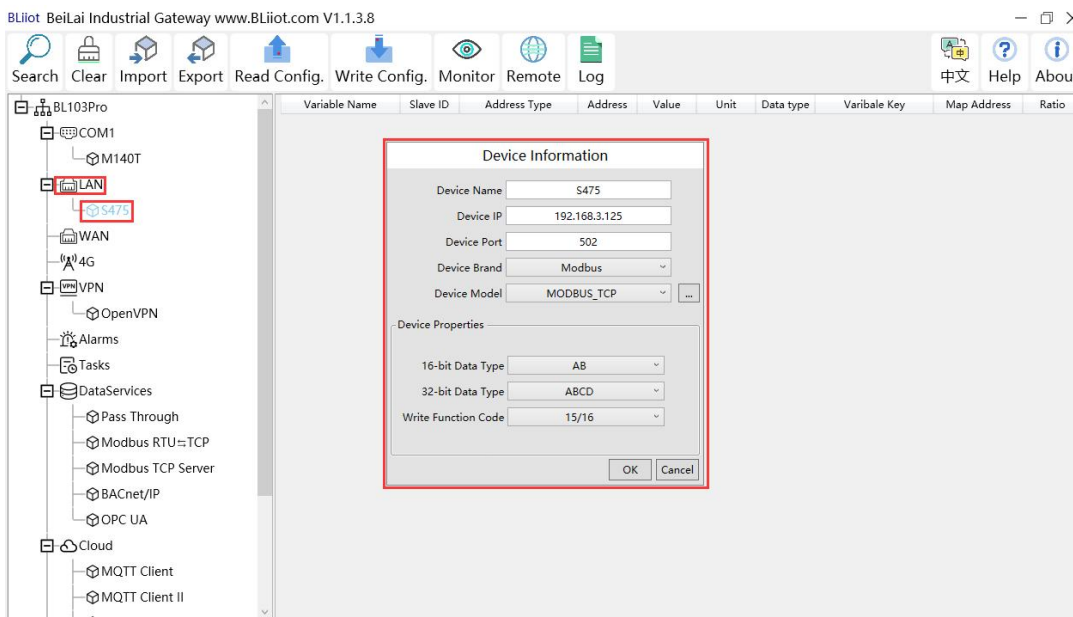 BLiiot BeiLai Industrial Gateway www.BLiiot.com V1.1.3.8
Search Clear Import Export Read Config. Write Config. Monitor Remote Log 中文 Help Abou
Variable Name Slave ID Address Type Address Value Unit Data type Varibale Key Map Address Ratio
BL103Pro
COM1
M140T
LAN
S475
WAN
4G
VPN VPN
OpenVPN
Alarms
Tasks
DataServices
Pass Through
Modbus RTU⇆TCP
Modbus TCP Server
BACnet/IP
OPC UA
Cloud
MQTT Client
MQTT Client II
Device Information
Device Name S475
Device IP 192.168.3.125
Device Port 502
Device Brand Modbus
Device Model MODBUS_TCP ...
Device Properties
16-bit Data Type AB
32-bit Data Type ABCD
Write Function Code 15/16
OK Cancel